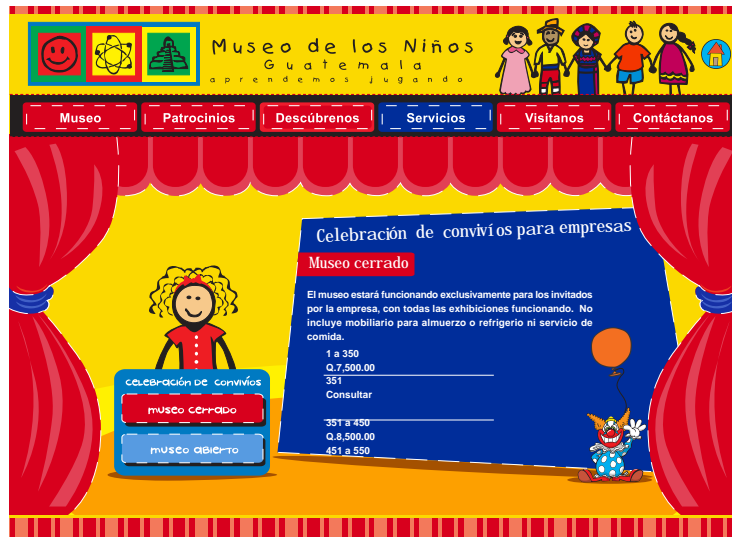 Museo de los Niños
Guatemala
aprendemos jugando
Museo
Patrocinios
Descúbrenos
Servicios
Visítanos
Contáctanos
Celebración de convivíos para empresas
Museo cerrado
El museo estará funcionando exclusivamente para los invitados
por la empresa, con todas las exhibiciones funcionando. No
incluye mobiliario para almuerzo o refrigerio ni servicio de
comida.
1 a 350
Q.7,500.00
351
Consultar
351 a 450
Q.8,500.00
451 a 550
celebración de convivíos
museo cerrado
museo abierto